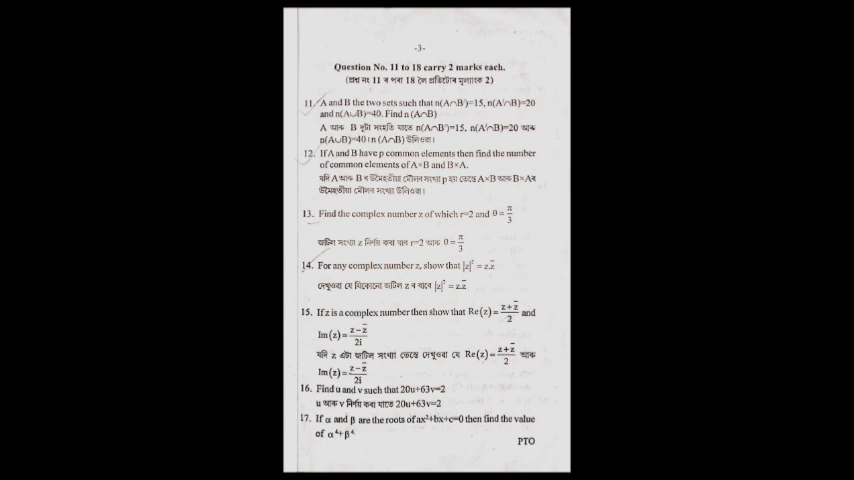 -3-
Question No. 11 to 18 carry 2 marks each.
(প্ৰশ্ন নং 11 ৰ পৰা 18 লৈ প্ৰতিটোৰ মূল্যাংক 2)
11. A and B the two sets such that n(A∩B′)=15, n(A′∩B)=20
and n(A∪B)=40. Find n (A∩B)
A আৰু B দুটা সংহতি যাতে n(A∩B′)=15, n(A′∩B)=20 আৰু
n(A∪B)=40। n (A∩B) উলিওৱা।
12. If A and B have p common elements then find the number
of common elements of A×B and B×A.
যদি A আৰু B ৰ উমৈহতীয়া মৌলৰ সংখ্যা p হয় তেন্তে A×B আৰু B×Aৰ
উমৈহতীয়া মৌলৰ সংখ্যা উলিওৱা।
13. Find the complex number z of which r=2 and θ = π/3
জটিল সংখ্যা z নিৰ্ণয় কৰা যাৰ r=2 আৰু θ = π/3
14. For any complex number z, show that |z|² = z.z̄
দেখুওৱা যে যিকোনো জটিল z ৰ বাবে |z|² = z.z̄
15. If z is a complex number then show that Re(z) = (z+z̄)/2 and
Im(z) = (z−z̄)/2i
যদি z এটা জটিল সংখ্যা তেন্তে দেখুওৱা যে Re(z) = (z+z̄)/2 আৰু
Im(z) = (z−z̄)/2i
16. Find u and v such that 20u+63v=2
u আৰু v নিৰ্ণয় কৰা যাতে 20u+63v=2
17. If α and β are the roots of ax²+bx+c=0 then find the value
of α⁴+β⁴.
PTO